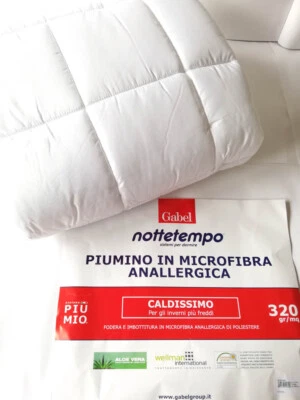 Gabel
nottetempo
sistemi per dormire
PIUMINO IN MICROFIBRA
ANALLERGICA
PIU
MIO
CALDISSIMO
Per gli inverni più freddi
320
gr/mq
FODERA E IMBOTTITURA IN MICROFIBRA ANALLERGICA DI POLIESTERE
ALOE VERA
wellman
international
www.gabelgroup.it